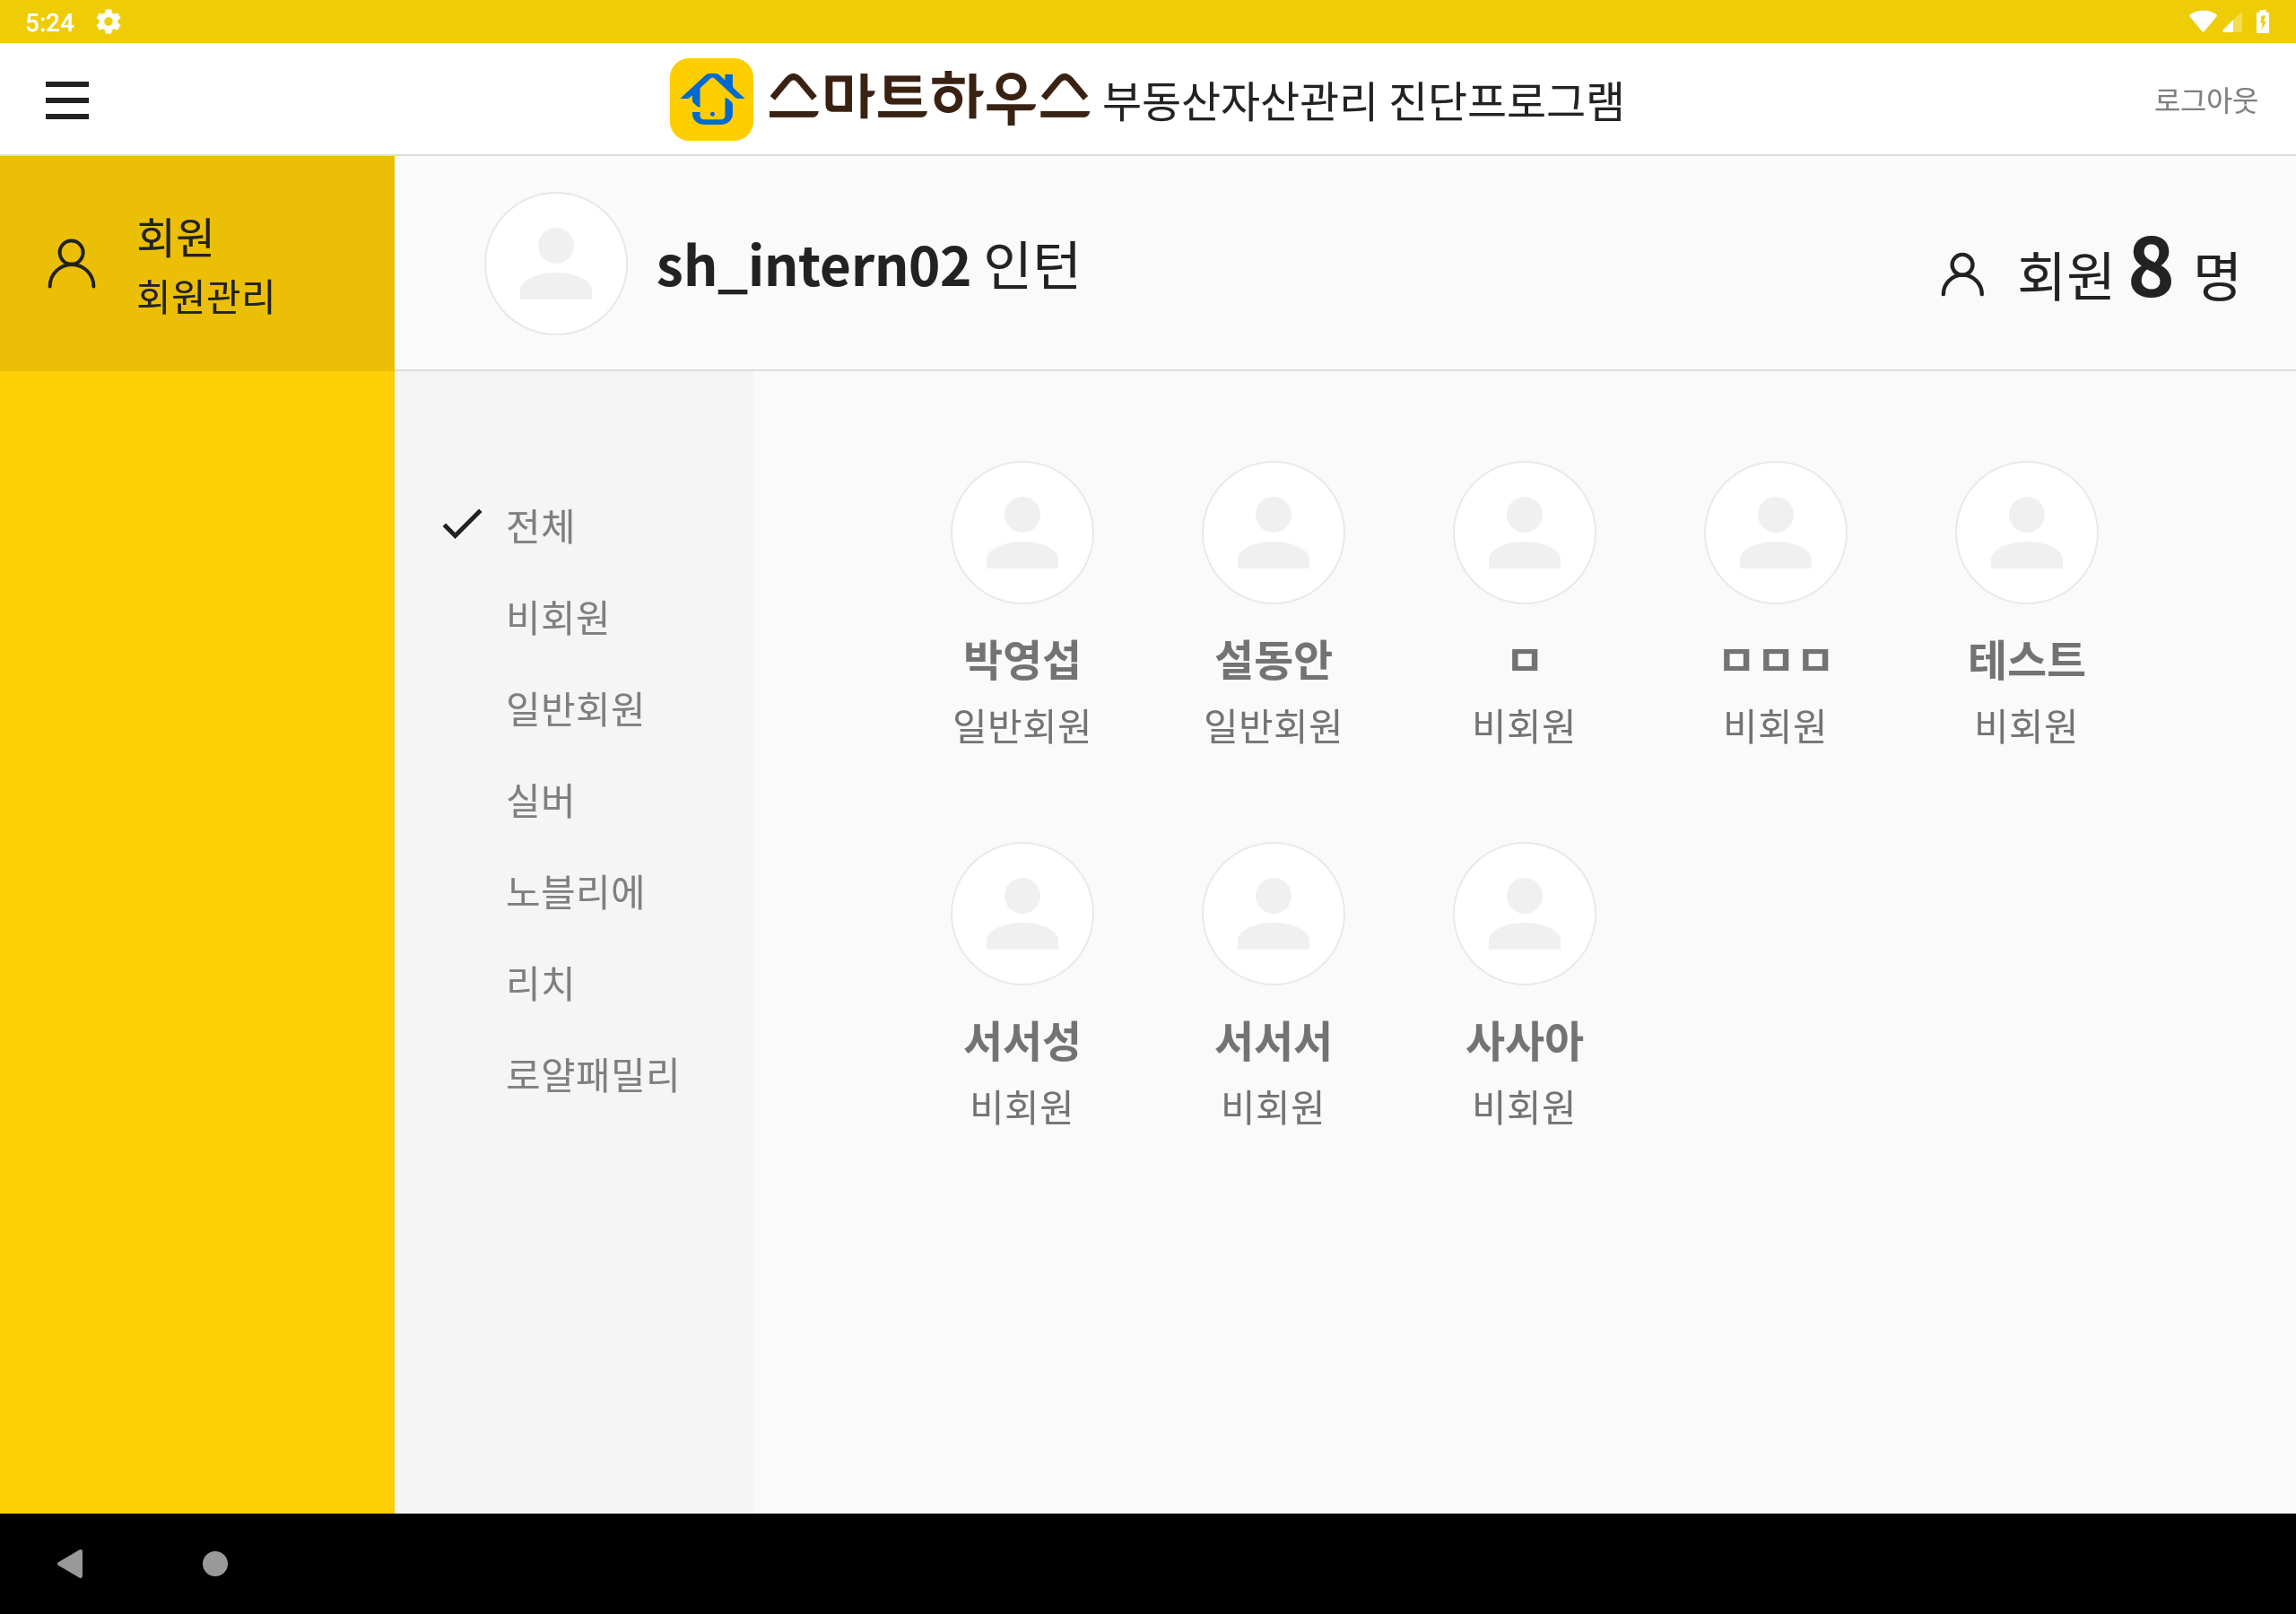 5:24
스마트하우스 부동산자산관리 진단프로그램
로그아웃
회원
회원관리
sh_intern02 인턴
회원 8 명
전체
비회원
일반회원
실버
노블리에
리치
로얄패밀리
박영섭 설동안 ㅁ ㅁㅁㅁ 테스트
일반회원 일반회원 비회원 비회원 비회원
서서성 서서서 사사아
비회원 비회원 비회원